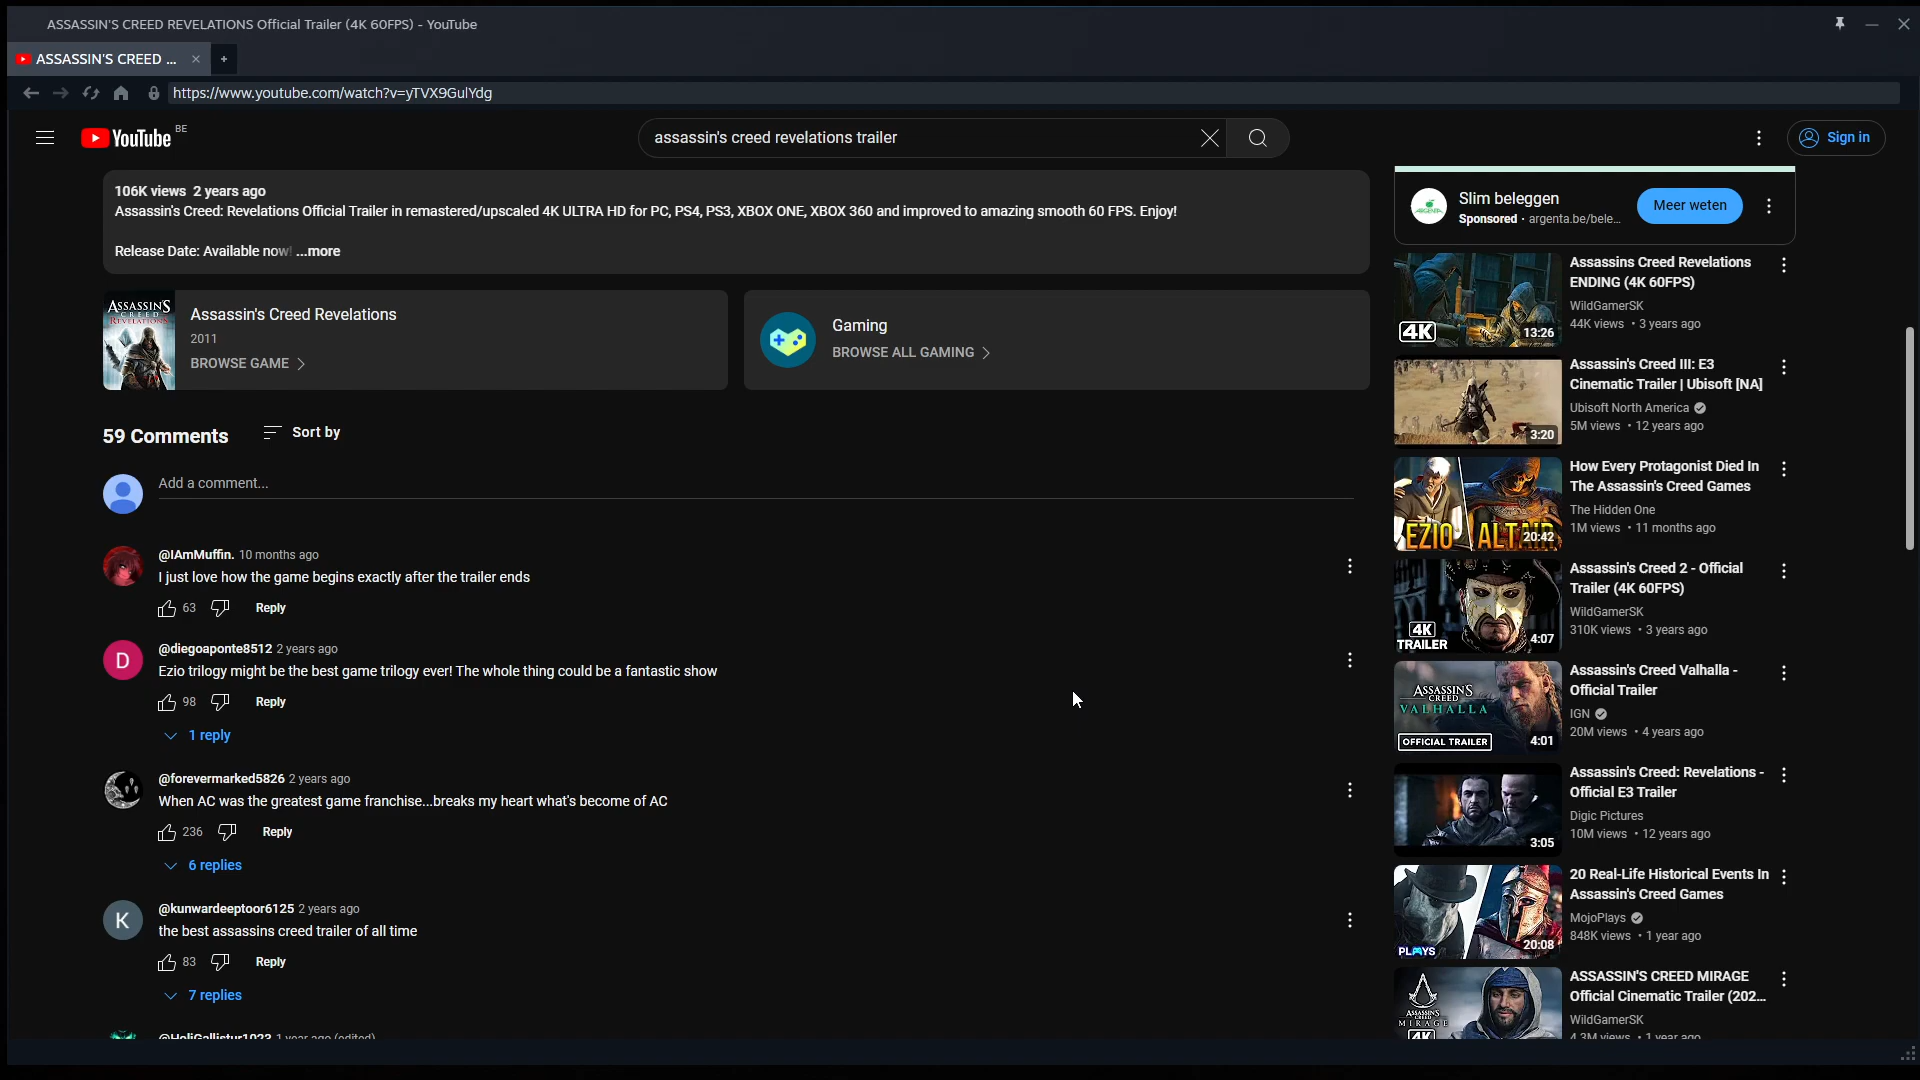 ASSASSIN'S CREED REVELATIONS Official Trailer (4K 60FPS) - YouTube
ASSASSIN'S CREED ...
https://www.youtube.com/watch?v=yTVX9GulYdg
YouTube BE
assassin's creed revelations trailer
Sign in
106K views 2 years ago
Assassin's Creed: Revelations Official Trailer in remastered/upscaled 4K ULTRA HD for PC, PS4, PS3, XBOX ONE, XBOX 360 and improved to amazing smooth 60 FPS. Enjoy!
Release Date: Available now! ...more
ASSASSIN'S
CREED
REVELATIONS
Assassin's Creed Revelations
2011
BROWSE GAME
Gaming
BROWSE ALL GAMING
59 Comments
Sort by
Add a comment...
@IAmMuffin. 10 months ago
I just love how the game begins exactly after the trailer ends
63 Reply
D
@diegoaponte8512 2 years ago
Ezio trilogy might be the best game trilogy ever! The whole thing could be a fantastic show
98 Reply
1 reply
@forevermarked5826 2 years ago
When AC was the greatest game franchise...breaks my heart what's become of AC
236 Reply
6 replies
K
@kunwardeeptoor6125 2 years ago
the best assassins creed trailer of all time
83 Reply
7 replies
@HoliGallistur1023 1 year ago (edited)
ARGENTA
Slim beleggen
Sponsored · argenta.be/bele...
Meer weten
4K
13:26
Assassins Creed Revelations
ENDING (4K 60FPS)
WildGamerSK
44K views • 3 years ago
3:20
Assassin's Creed III: E3
Cinematic Trailer | Ubisoft [NA]
Ubisoft North America
5M views • 12 years ago
EZIO ALTAIR
20:42
How Every Protagonist Died In
The Assassin's Creed Games
The Hidden One
1M views • 11 months ago
4K
TRAILER
4:07
Assassin's Creed 2 - Official
Trailer (4K 60FPS)
WildGamerSK
310K views • 3 years ago
ASSASSIN'S
CREED
VALHALLA
OFFICIAL TRAILER
4:01
Assassin's Creed Valhalla -
Official Trailer
IGN
20M views • 4 years ago
3:05
Assassin's Creed: Revelations -
Official E3 Trailer
Digic Pictures
10M views • 12 years ago
PLAYS
20:08
20 Real-Life Historical Events In
Assassin's Creed Games
MojoPlays
848K views • 1 year ago
ASSASSIN'S
CREED
MIRAGE
4K
ASSASSIN'S CREED MIRAGE
Official Cinematic Trailer (202...
WildGamerSK
4.3M views • 1 year ago